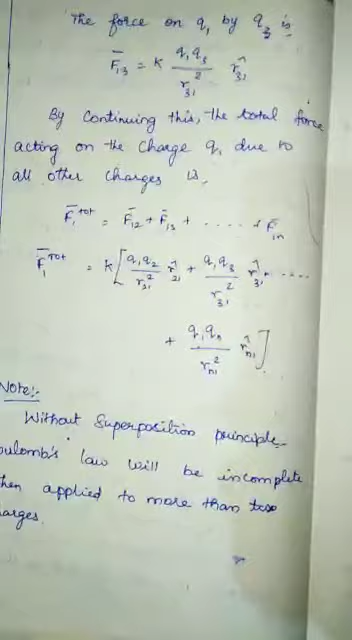 The force on q₁ by q₃ is
F̄₁₃ = K q₁q₃/r₃₁² r̂₃₁
By Continuing this, the total force
acting on the Charge q₁ due to
all other Charges is,
F̄₁ᵗᵒᵗ = F̄₁₂ + F̄₁₃ + ..... + F̄₁ₙ
F̄₁ᵗᵒᵗ = K[q₁q₂/r₂₁² r̂₂₁ + q₁q₃/r₃₁² r̂₃₁ + ....
+ q₁qₙ/rₙ₁² r̂ₙ₁]
Note:-
Without Superposition principle
oulomb's law will be incomplete
hen applied to more than two
harges.